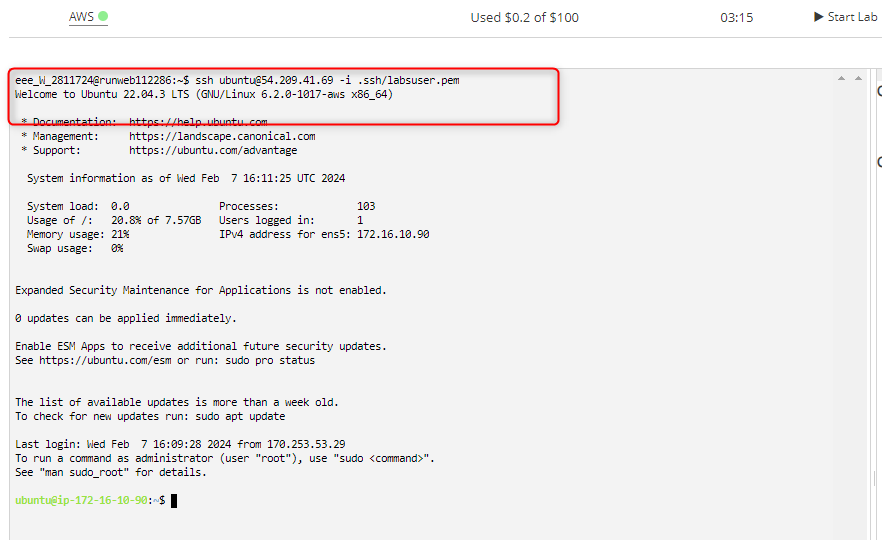 AWS Used $0.2 of $100 03:15 Start Lab
eee_W_2811724@runweb112286:~$ ssh ubuntu@54.209.41.69 -i .ssh/labsuser.pem
Welcome to Ubuntu 22.04.3 LTS (GNU/Linux 6.2.0-1017-aws x86_64)
* Documentation: https://help.ubuntu.com
* Management: https://landscape.canonical.com
* Support: https://ubuntu.com/advantage
System information as of Wed Feb 7 16:11:25 UTC 2024
System load: 0.0 Processes: 103
Usage of /: 20.8% of 7.57GB Users logged in: 1
Memory usage: 21% IPv4 address for ens5: 172.16.10.90
Swap usage: 0%
Expanded Security Maintenance for Applications is not enabled.
0 updates can be applied immediately.
Enable ESM Apps to receive additional future security updates.
See https://ubuntu.com/esm or run: sudo pro status
The list of available updates is more than a week old.
To check for new updates run: sudo apt update
Last login: Wed Feb 7 16:09:28 2024 from 170.253.53.29
To run a command as administrator (user "root"), use "sudo <command>".
See "man sudo_root" for details.
ubuntu@ip-172-16-10-90:~$